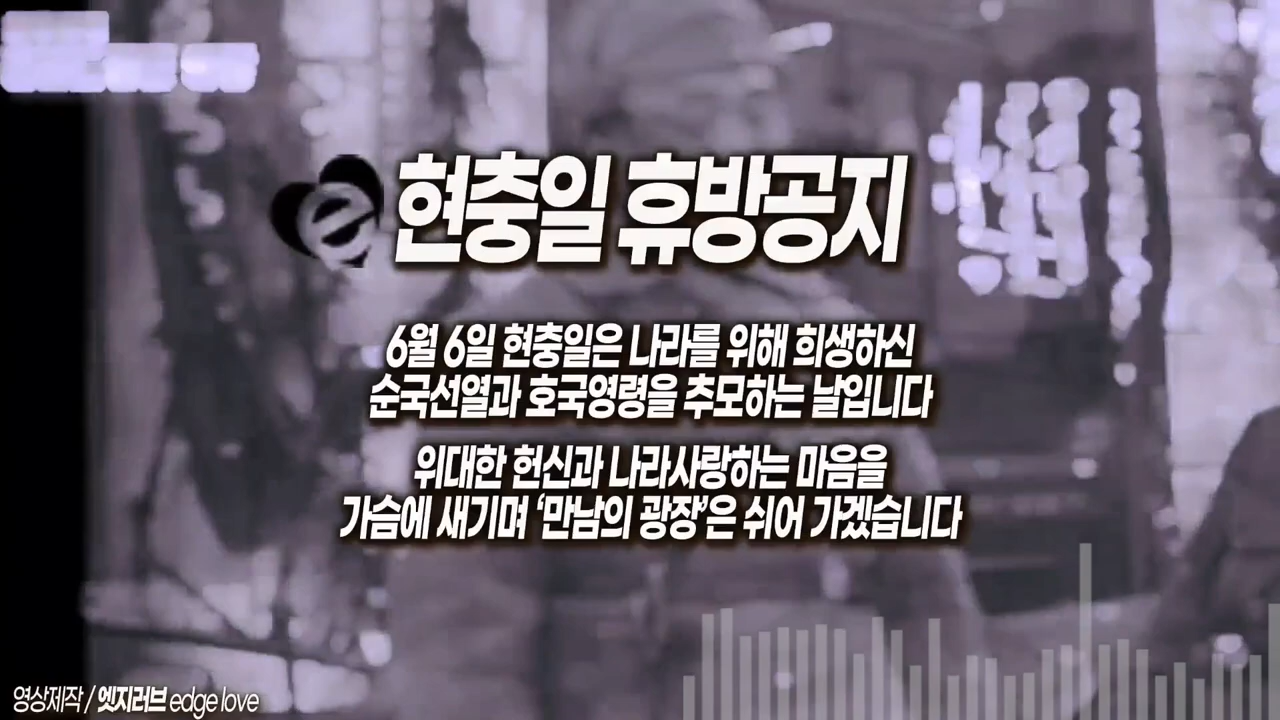 e 현충일 휴방공지
6월 6일 현충일은 나라를 위해 희생하신
순국선열과 호국영령을 추모하는 날입니다
위대한 헌신과 나라사랑하는 마음을
가슴에 새기며 ‘만남의 광장’은 쉬어 가겠습니다
영상제작 / 엣지러브 edge love